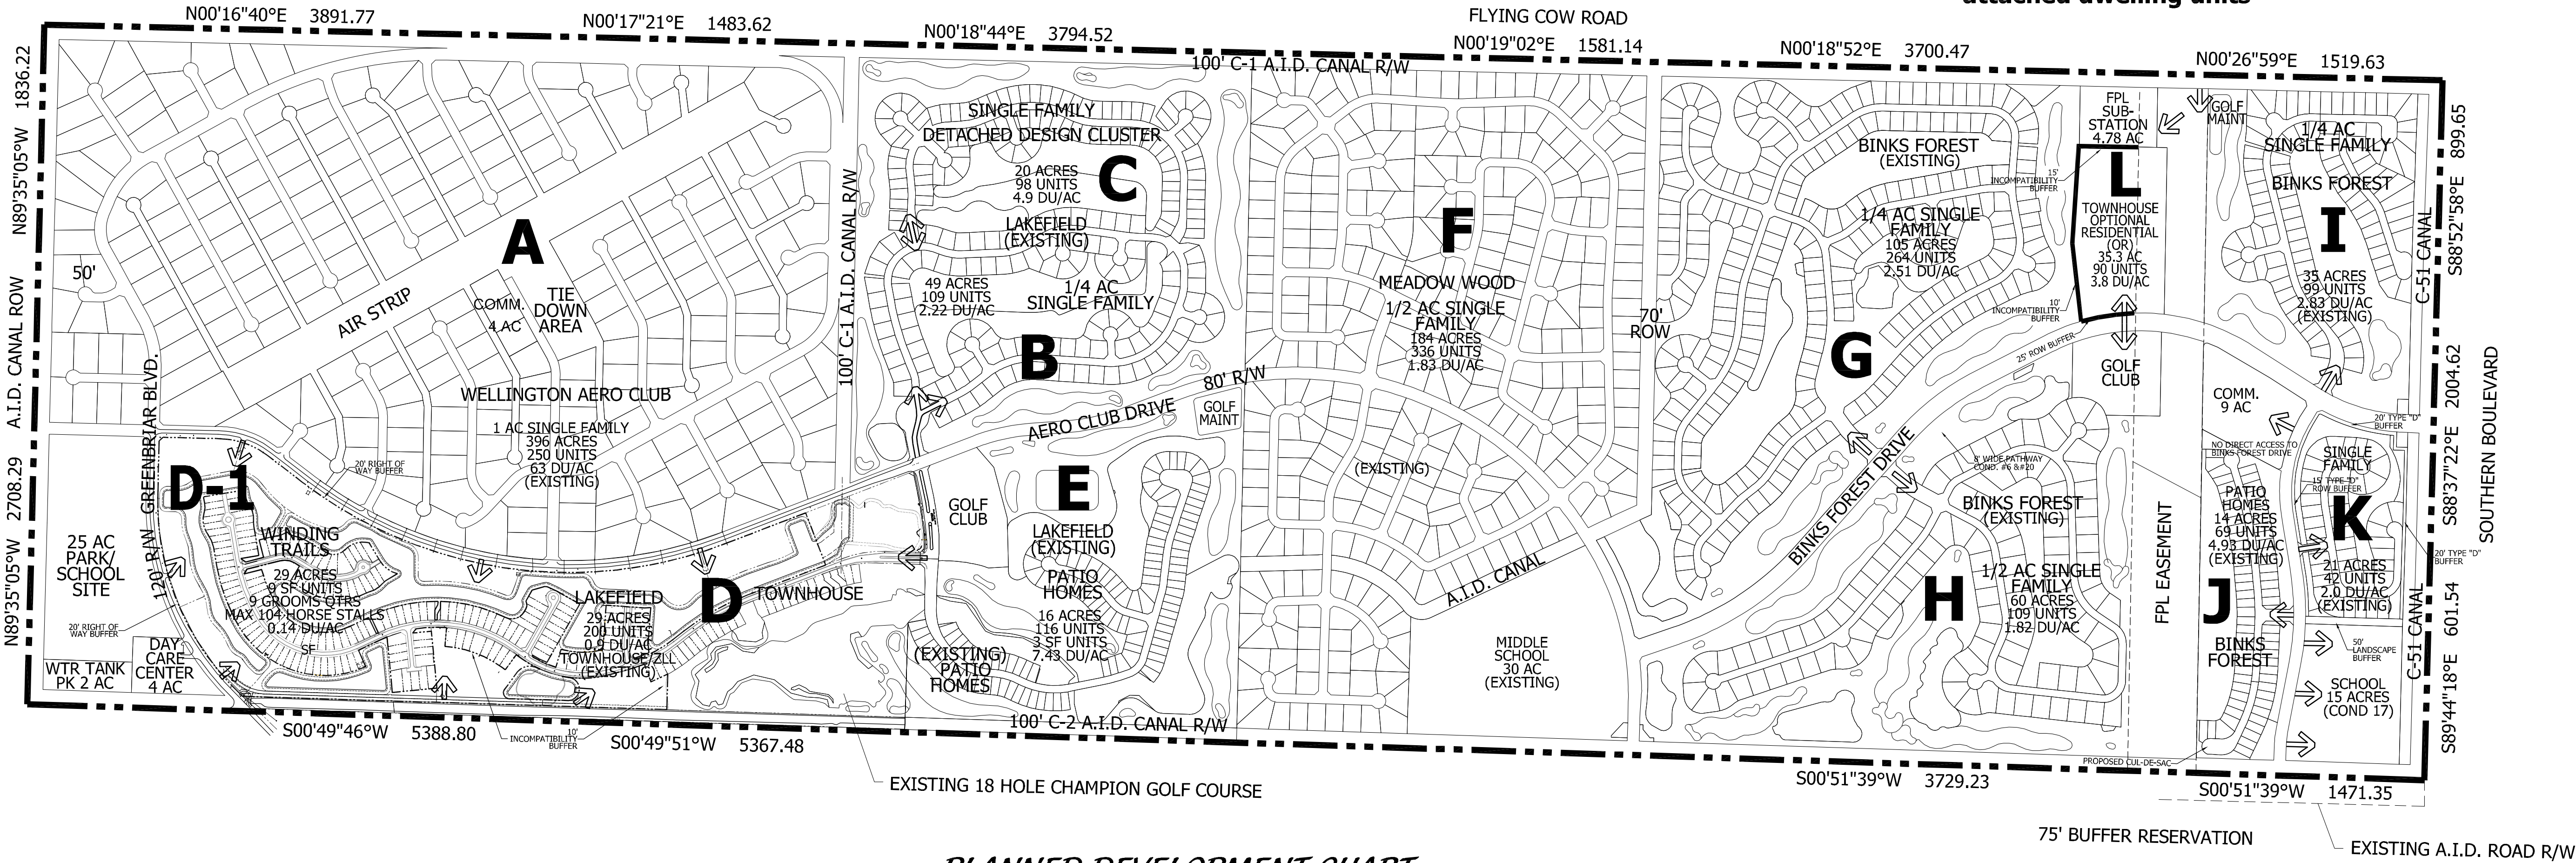 attached dwelling units
FLYING COW ROAD
N00'16"40°E 3891.77
N00'17"21°E 1483.62
N00'18"44°E 3794.52
N00'19"02°E 1581.14
N00'18"52°E 3700.47
N00'26"59°E 1519.63
N89'35"05°W 1836.22
A.I.D. CANAL ROW
N89'35"05°W 2708.29
50'
A
AIR STRIP
COMM.
4 AC
TIE
DOWN
AREA
WELLINGTON AERO CLUB
1 AC SINGLE FAMILY
396 ACRES
250 UNITS
63 DU/AC
(EXISTING)
120' R/W GREENBRIAR BLVD.
20' RIGHT OF
WAY BUFFER
D-1
WINDING
TRAILS
29 ACRES
9 SF UNITS
9 GROOMS QTRS
MAX 104 HORSE STALLS
0.14 DU/AC
SF
25 AC
PARK/
SCHOOL
SITE
20' RIGHT OF
WAY BUFFER
DAY
CARE
CENTER
4 AC
WTR TANK
PK 2 AC
LAKEFIELD
29 ACRES
200 UNITS
0.9 DU/AC
TOWNHOUSE/ZLL
(EXISTING)
D
TOWNHOUSE
10'
INCOMPATIBILITY
BUFFER
S00'49"46°W 5388.80
S00'49"51°W 5367.48
EXISTING 18 HOLE CHAMPION GOLF COURSE
100' C-1 A.I.D. CANAL R/W
100' C-1 A.I.D. CANAL R/W
SINGLE FAMILY
DETACHED DESIGN CLUSTER
20 ACRES
98 UNITS
4.9 DU/AC
C
LAKEFIELD
(EXISTING)
49 ACRES
109 UNITS
2.22 DU/AC
1/4 AC
SINGLE FAMILY
B
80' R/W
AERO CLUB DRIVE
GOLF
MAINT
GOLF
CLUB
E
LAKEFIELD
(EXISTING)
PATIO
HOMES
16 ACRES
116 UNITS
3 SF UNITS
7.43 DU/AC
(EXISTING)
PATIO
HOMES
100' C-2 A.I.D. CANAL R/W
F
MEADOW WOOD
1/2 AC SINGLE
FAMILY
184 ACRES
336 UNITS
1.83 DU/AC
(EXISTING)
70'
ROW
A.I.D. CANAL
MIDDLE
SCHOOL
30 AC
(EXISTING)
BINKS FOREST
(EXISTING)
1/4 AC SINGLE
FAMILY
105 ACRES
264 UNITS
2.51 DU/AC
G
BINKS FOREST DRIVE
25' ROW BUFFER
8' WIDE PATHWAY
COND. #6 &#20
BINKS FOREST
(EXISTING)
1/2 AC SINGLE
FAMILY
60 ACRES
109 UNITS
1.82 DU/AC
H
FPL
SUB-
STATION
4.78 AC
15'
INCOMPATIBILITY
BUFFER
L
TOWNHOUSE
OPTIONAL
RESIDENTIAL
(OR)
35.3 AC
90 UNITS
3.8 DU/AC
10'
INCOMPATIBILITY
BUFFER
GOLF
CLUB
FPL EASEMENT
GOLF
MAINT
1/4 AC
SINGLE FAMILY
BINKS FOREST
I
35 ACRES
99 UNITS
2.83 DU/AC
(EXISTING)
C-51 CANAL
COMM.
9 AC
20' TYPE "D"
BUFFER
NO DIRECT ACCESS TO
BINKS FOREST DRIVE
SINGLE
FAMILY
15' TYPE "D"
ROW BUFFER
K
20' TYPE "D"
BUFFER
21 ACRES
42 UNITS
2.0 DU/AC
(EXISTING)
PATIO
HOMES
14 ACRES
69 UNITS
4.93 DU/AC
(EXISTING)
J
BINKS
FOREST
50'
LANDSCAPE
BUFFER
C-51 CANAL
SCHOOL
15 ACRES
(COND 17)
PROPOSED CUL-DE-SAC
S88'52"58°E 899.65
S88'37"22°E 2004.62
S89'44"18°E 601.54
SOUTHERN BOULEVARD
S00'51"39°W 3729.23
S00'51"39°W 1471.35
75' BUFFER RESERVATION
EXISTING A.I.D. ROAD R/W
PLANNED DEVELOPMENT CHART